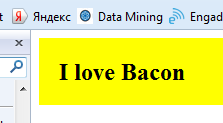 Яндекс Data Mining Engad
I love Bacon